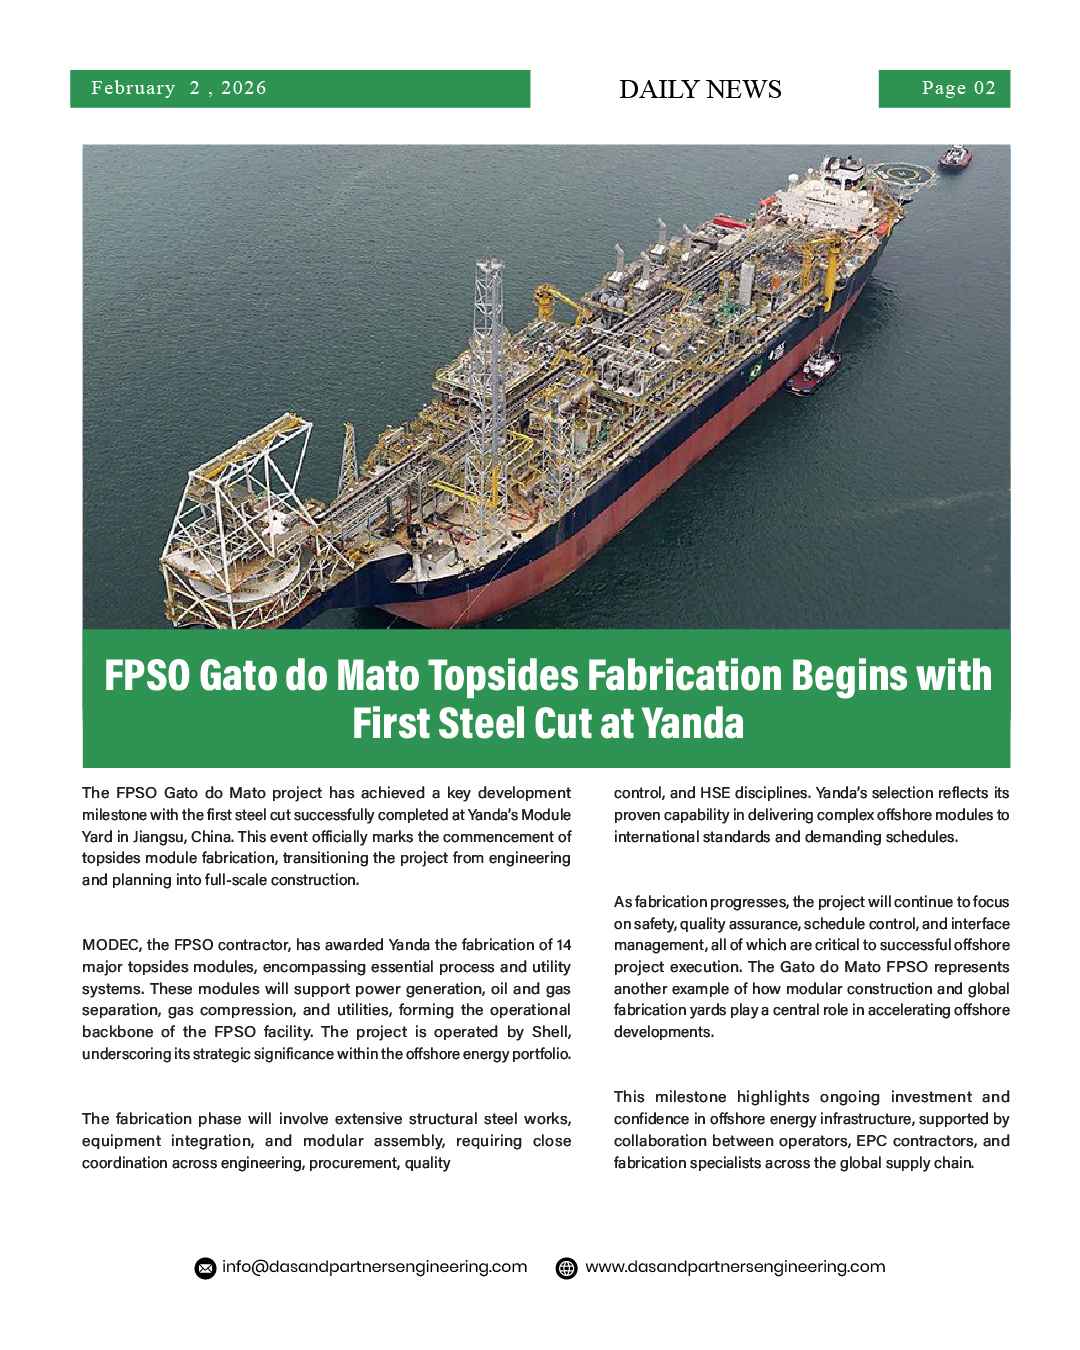 February 2 , 2026
DAILY NEWS
Page 02
FPSO Gato do Mato Topsides Fabrication Begins with
First Steel Cut at Yanda
The FPSO Gato do Mato project has achieved a key development
milestone with the first steel cut successfully completed at Yanda's Module
Yard in Jiangsu, China. This event officially marks the commencement of
topsides module fabrication, transitioning the project from engineering
and planning into full-scale construction.
MODEC, the FPSO contractor, has awarded Yanda the fabrication of 14
major topsides modules, encompassing essential process and utility
systems. These modules will support power generation, oil and gas
separation, gas compression, and utilities, forming the operational
backbone of the FPSO facility. The project is operated by Shell,
underscoring its strategic significance within the offshore energy portfolio.
The fabrication phase will involve extensive structural steel works,
equipment integration, and modular assembly, requiring close
coordination across engineering, procurement, quality
control, and HSE disciplines. Yanda's selection reflects its
proven capability in delivering complex offshore modules to
international standards and demanding schedules.
As fabrication progresses, the project will continue to focus
on safety, quality assurance, schedule control, and interface
management, all of which are critical to successful offshore
project execution. The Gato do Mato FPSO represents
another example of how modular construction and global
fabrication yards play a central role in accelerating offshore
developments.
This milestone highlights ongoing investment and
confidence in offshore energy infrastructure, supported by
collaboration between operators, EPC contractors, and
fabrication specialists across the global supply chain.
info@dasandpartnersengineering.com
www.dasandpartnersengineering.com